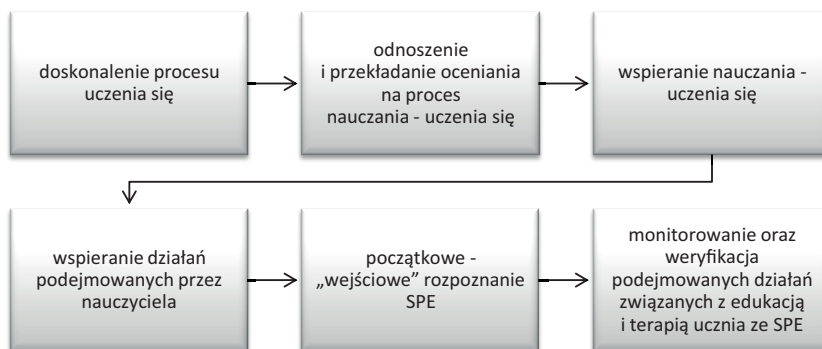 doskonalenie procesu
uczenia się
odnoszenie
i przekładanie oceniania
na proces
nauczania - uczenia się
wspieranie nauczania -
uczenia się
wspieranie działań
podejmowanych przez
nauczyciela
początkowe -
„wejściowe” rozpoznanie
SPE
monitorowanie oraz
weryfikacja
podejmowanych działań
związanych z edukacją
i terapią ucznia ze SPE